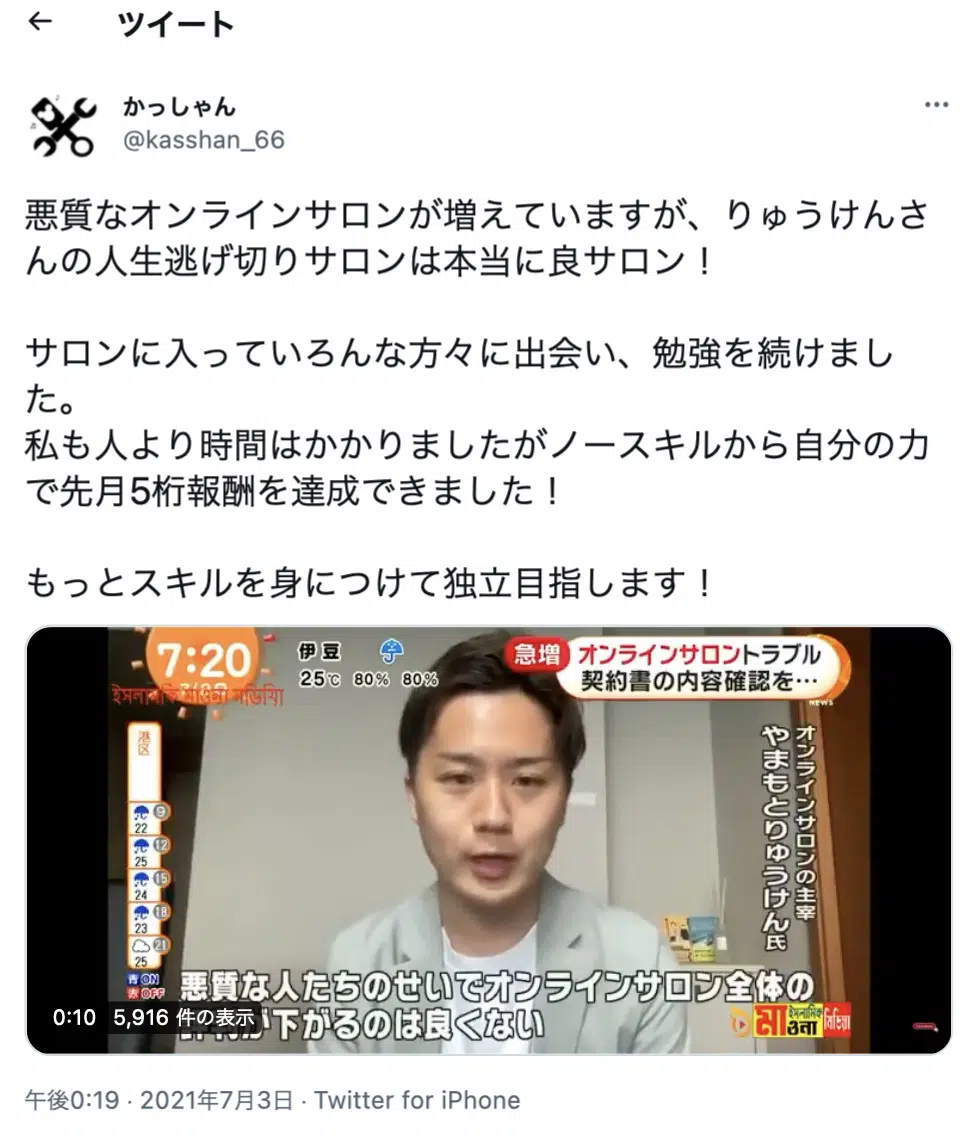 ツイート
かっしゃん
@kasshan_66
悪質なオンラインサロンが増えていますが、りゅうけんさ
んの人生逃げ切りサロンは本当に良サロン！
サロンに入っていろんな方々に出会い、勉強を続けまし
た。
私も人より時間はかかりましたがノースキルから自分の力
で先月5桁報酬を達成できました！
もっとスキルを身につけて独立目指します！
7:20
伊豆
25℃ 80% 80%
急増
オンラインサロントラブル
契約書の内容確認を…
NEWS
港区
9
22
12
25
15
24
18
23
21
25
青ON
赤OFF
オンラインサロンの主宰
やまもとりゅうけん氏
悪質な人たちのせいでオンラインサロン全体の
が下がるのは良くない
0:10 5,916 件の表示
মাওলা
ইসলামিক
মিডিয়া
午後0:19 · 2021年7月3日 · Twitter for iPhone